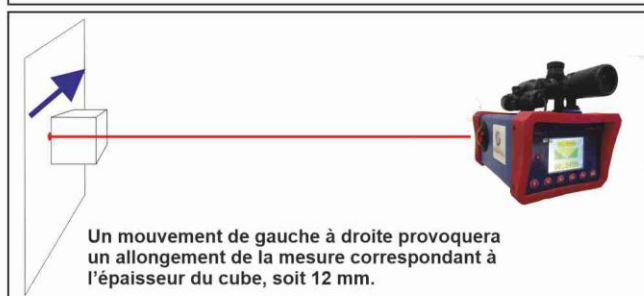 Un mouvement de gauche à droite provoquera
un allongement de la mesure correspondant à
l'épaisseur du cube, soit 12 mm.